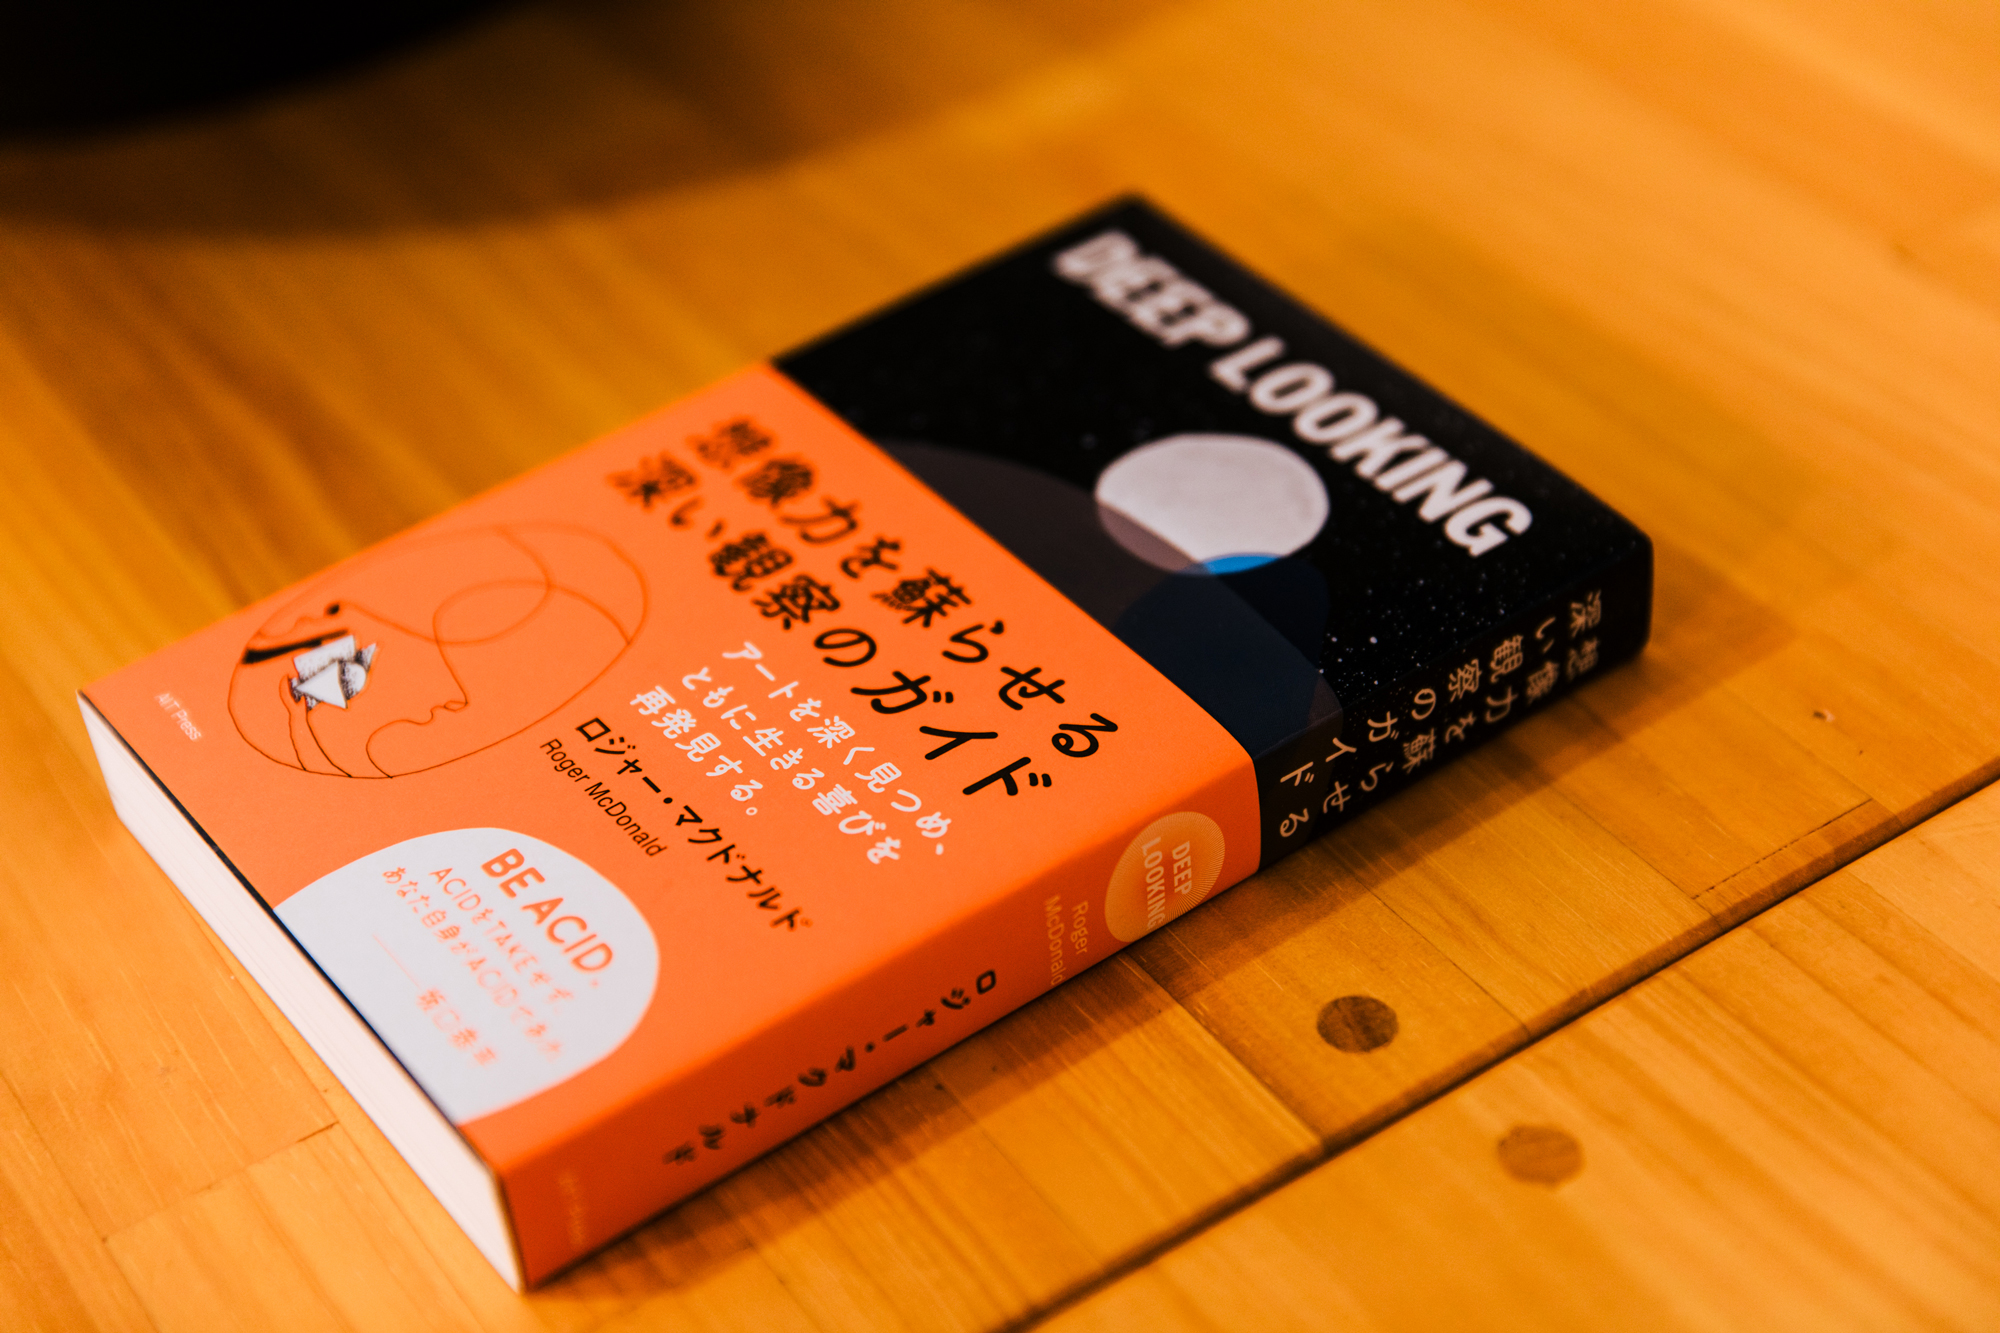 DEEP LOOKING
想像力を蘇らせる
深い観察のガイド
アートを深く見つめ、
ともに生きる喜びを
再発見する。
ロジャー・マクドナルド
Roger McDonald
AIT Press
BE ACID.
ACIDをTAKEせず、
あなた自身がACIDであれ
想像力を蘇らせる
深い観察のガイド
DEEP
LOOKING
Roger
McDonald
ロジャー・マクドナルド